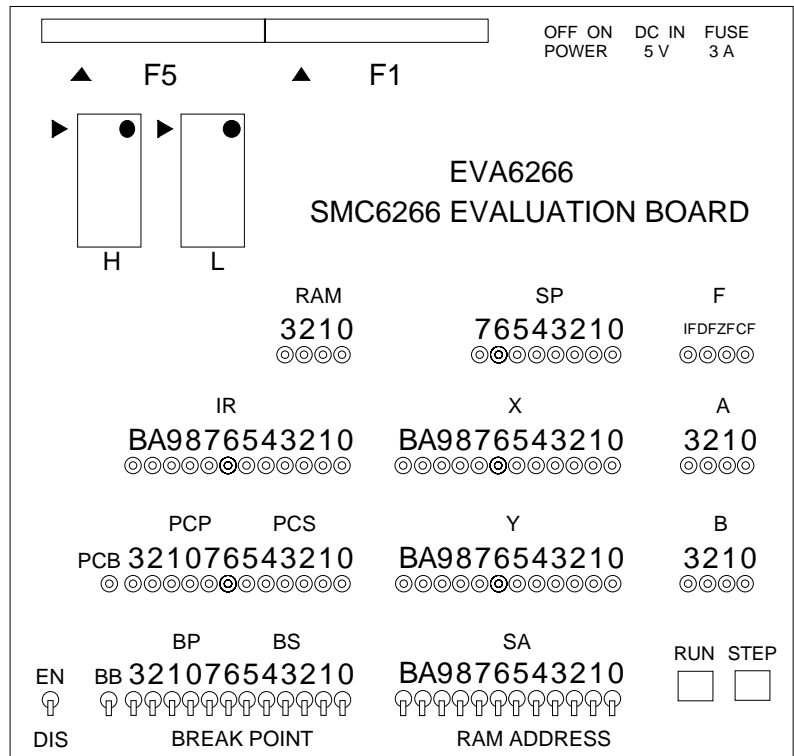 OFF ON DC IN FUSE
POWER 5 V 3 A
F5 F1
EVA6266
SMC6266 EVALUATION BOARD
H L
RAM SP F
3210 76543210 IFDFZFCF
IR X A
BA9876543210 BA9876543210 3210
PCP PCS Y B
PCB 321076543210 BA9876543210 3210
BP BS SA RUN STEP
EN BB 321076543210 BA9876543210
DIS BREAK POINT RAM ADDRESS